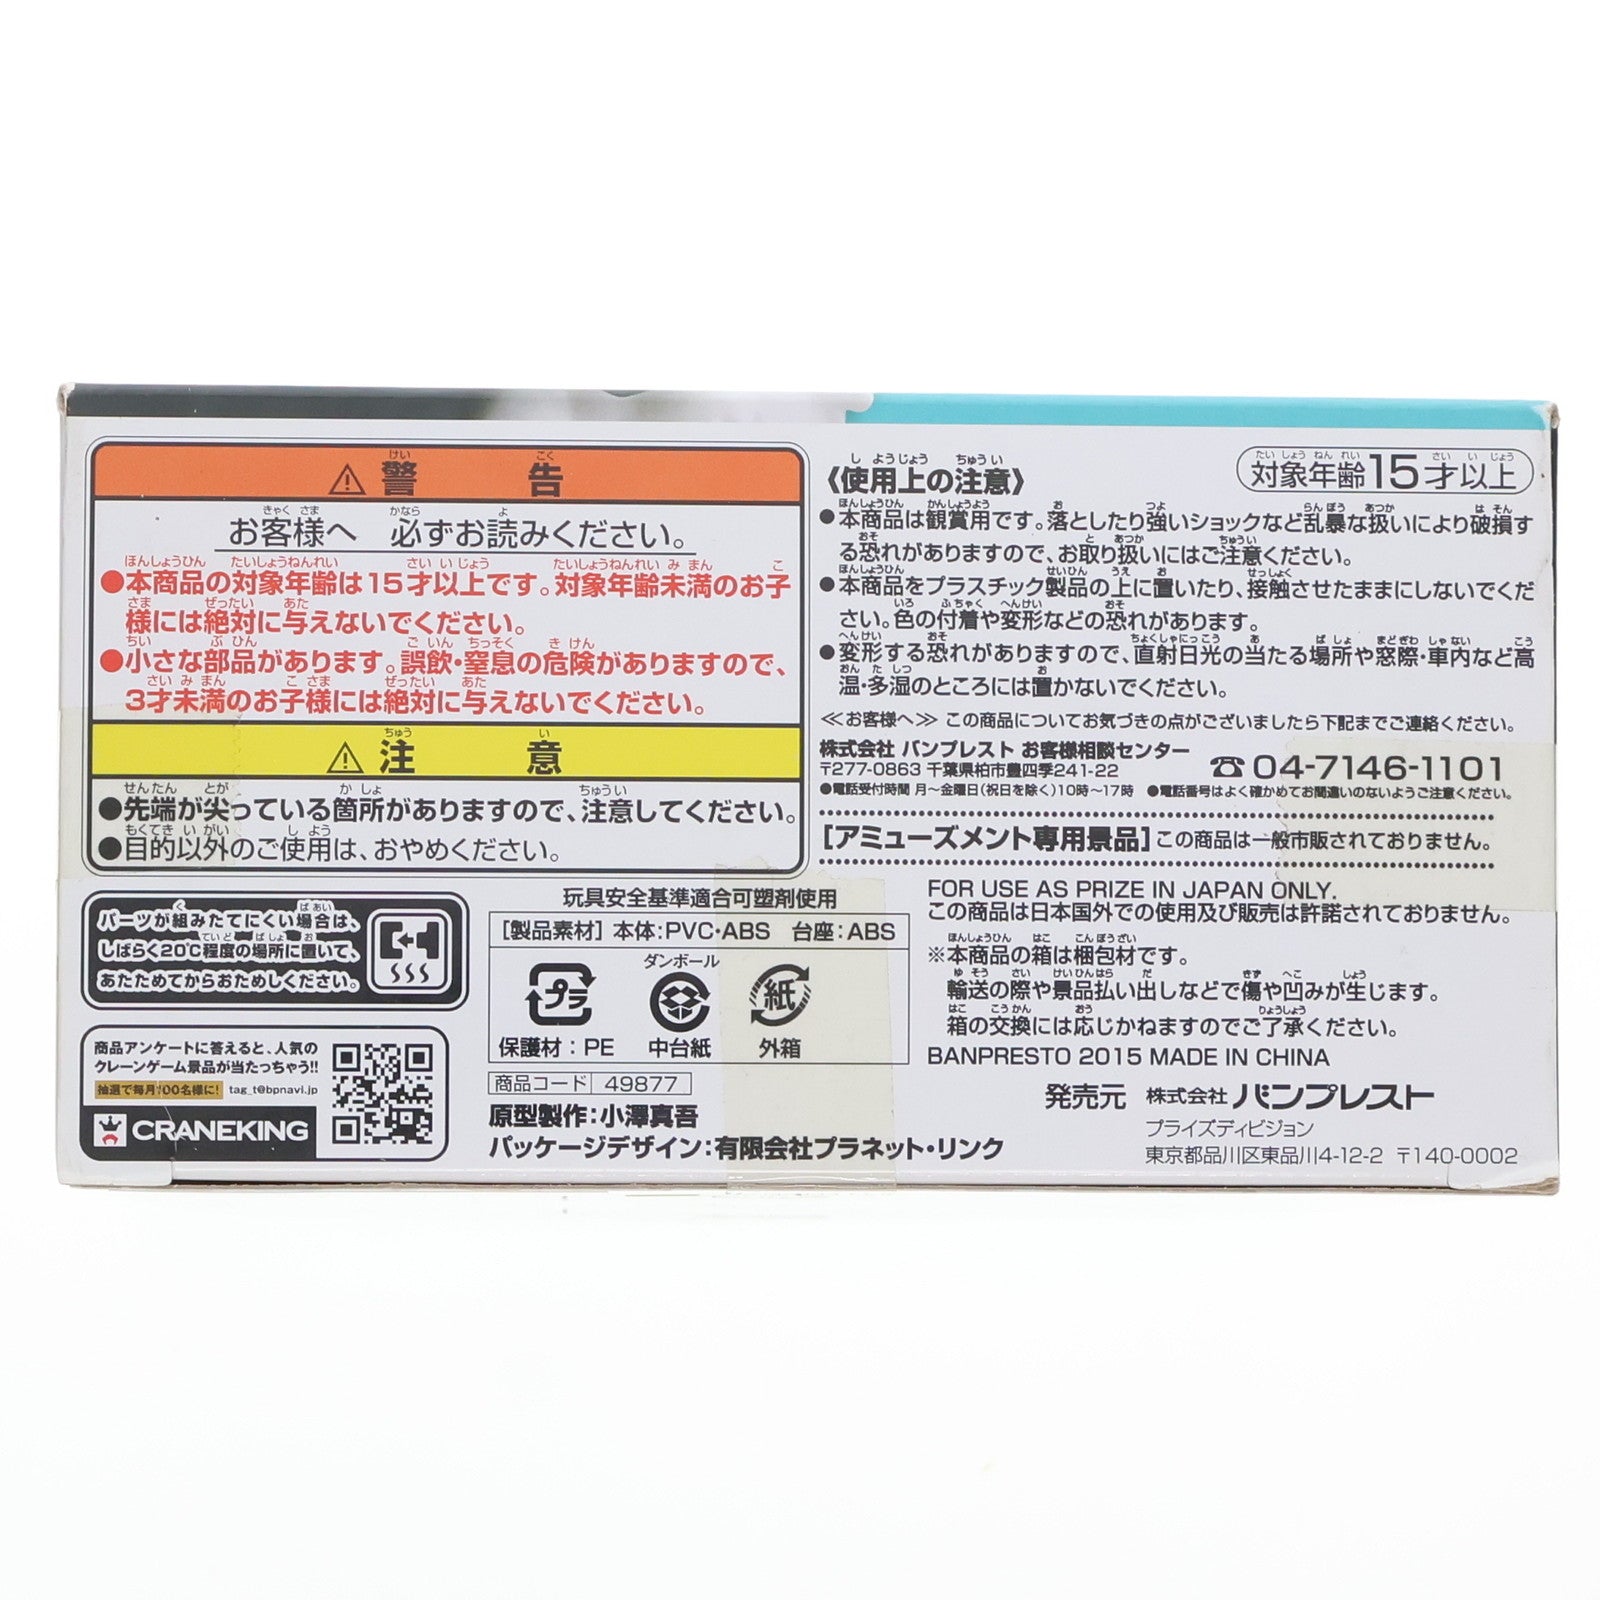 ⚠警告
お客様へ 必ずお読みください。
●本商品の対象年齢は15才以上です。対象年齢未満のお子
様には絶対に与えないでください。
●小さな部品があります。誤飲・窒息の危険がありますので、
3才未満のお子様には絶対に与えないでください。
⚠注意
●先端が尖っている箇所がありますので、注意してください。
●目的以外のご使用は、おやめください。
パーツが組みたてにくい場合は、
しばらく20℃程度の場所に置いて、
あたためてからおためしください。
商品アンケートに答えると、人気の
クレーンゲーム景品が当たっちゃう!!
抽選で毎月100名様に! tag_t@bpnavi.jp
CRANEKING
玩具安全基準適合可塑剤使用
[製品素材] 本体:PVC・ABS 台座:ABS
ダンボール
プラ
紙
保護材:PE 中台紙 外箱
商品コード 49877
原型製作:小澤真吾
パッケージデザイン:有限会社プラネット・リンク
《使用上の注意》
対象年齢15才以上
●本商品は観賞用です。落としたり強いショックなど乱暴な扱いにより破損す
る恐れがありますので、お取り扱いにはご注意ください。
●本商品をプラスチック製品の上に置いたり、接触させたままにしないでくだ
さい。色の付着や変形などの恐れがあります。
●変形する恐れがありますので、直射日光の当たる場所や窓際・車内など高
温・多湿のところには置かないでください。
≪お客様へ≫ この商品についてお気づきの点がございましたら下記までご連絡ください。
株式会社 バンプレスト お客様相談センター
〒277-0863 千葉県柏市豊四季241-22 ☎04-7146-1101
●電話受付時間 月～金曜日(祝日を除く)10時～17時 ●電話番号はよく確かめてお間違いのないようご注意ください。
[アミューズメント専用景品] この商品は一般市販されておりません。
FOR USE AS PRIZE IN JAPAN ONLY.
この商品は日本国外での使用及び販売は許諾されておりません。
※本商品の箱は梱包材です。
輸送の際や景品払い出しなどで傷や凹みが生じます。
箱の交換には応じかねますのでご了承ください。
BANPRESTO 2015 MADE IN CHINA
発売元 株式会社 バンプレスト
プライズディビジョン
東京都品川区東品川4-12-2 〒140-0002